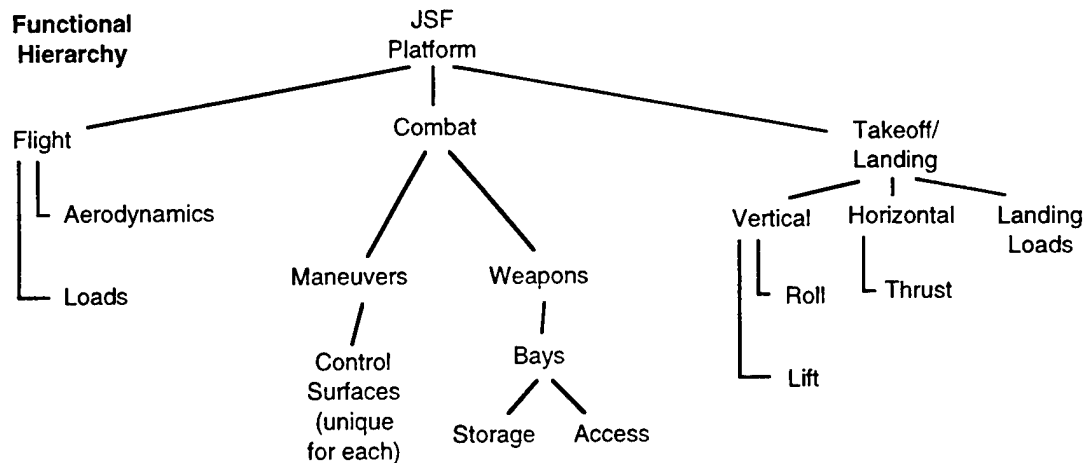 Functional
Hierarchy
JSF
Platform
Flight
Combat
Takeoff/
Landing
Aerodynamics
Loads
Maneuvers
Weapons
Control
Surfaces
(unique
for each)
Bays
Storage
Access
Vertical
Horizontal
Landing
Loads
Roll
Thrust
Lift